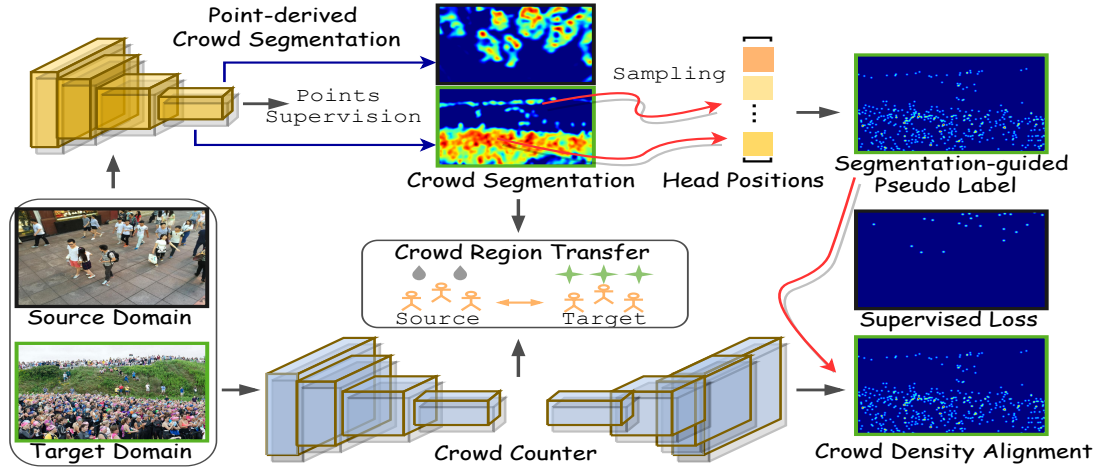 Point-derived
Crowd Segmentation
Points
Supervision
Sampling
Crowd Segmentation
Head Positions
Segmentation-guided
Pseudo Label
Crowd Region Transfer
Source
Target
Source Domain
Supervised Loss
Target Domain
Crowd Counter
Crowd Density Alignment